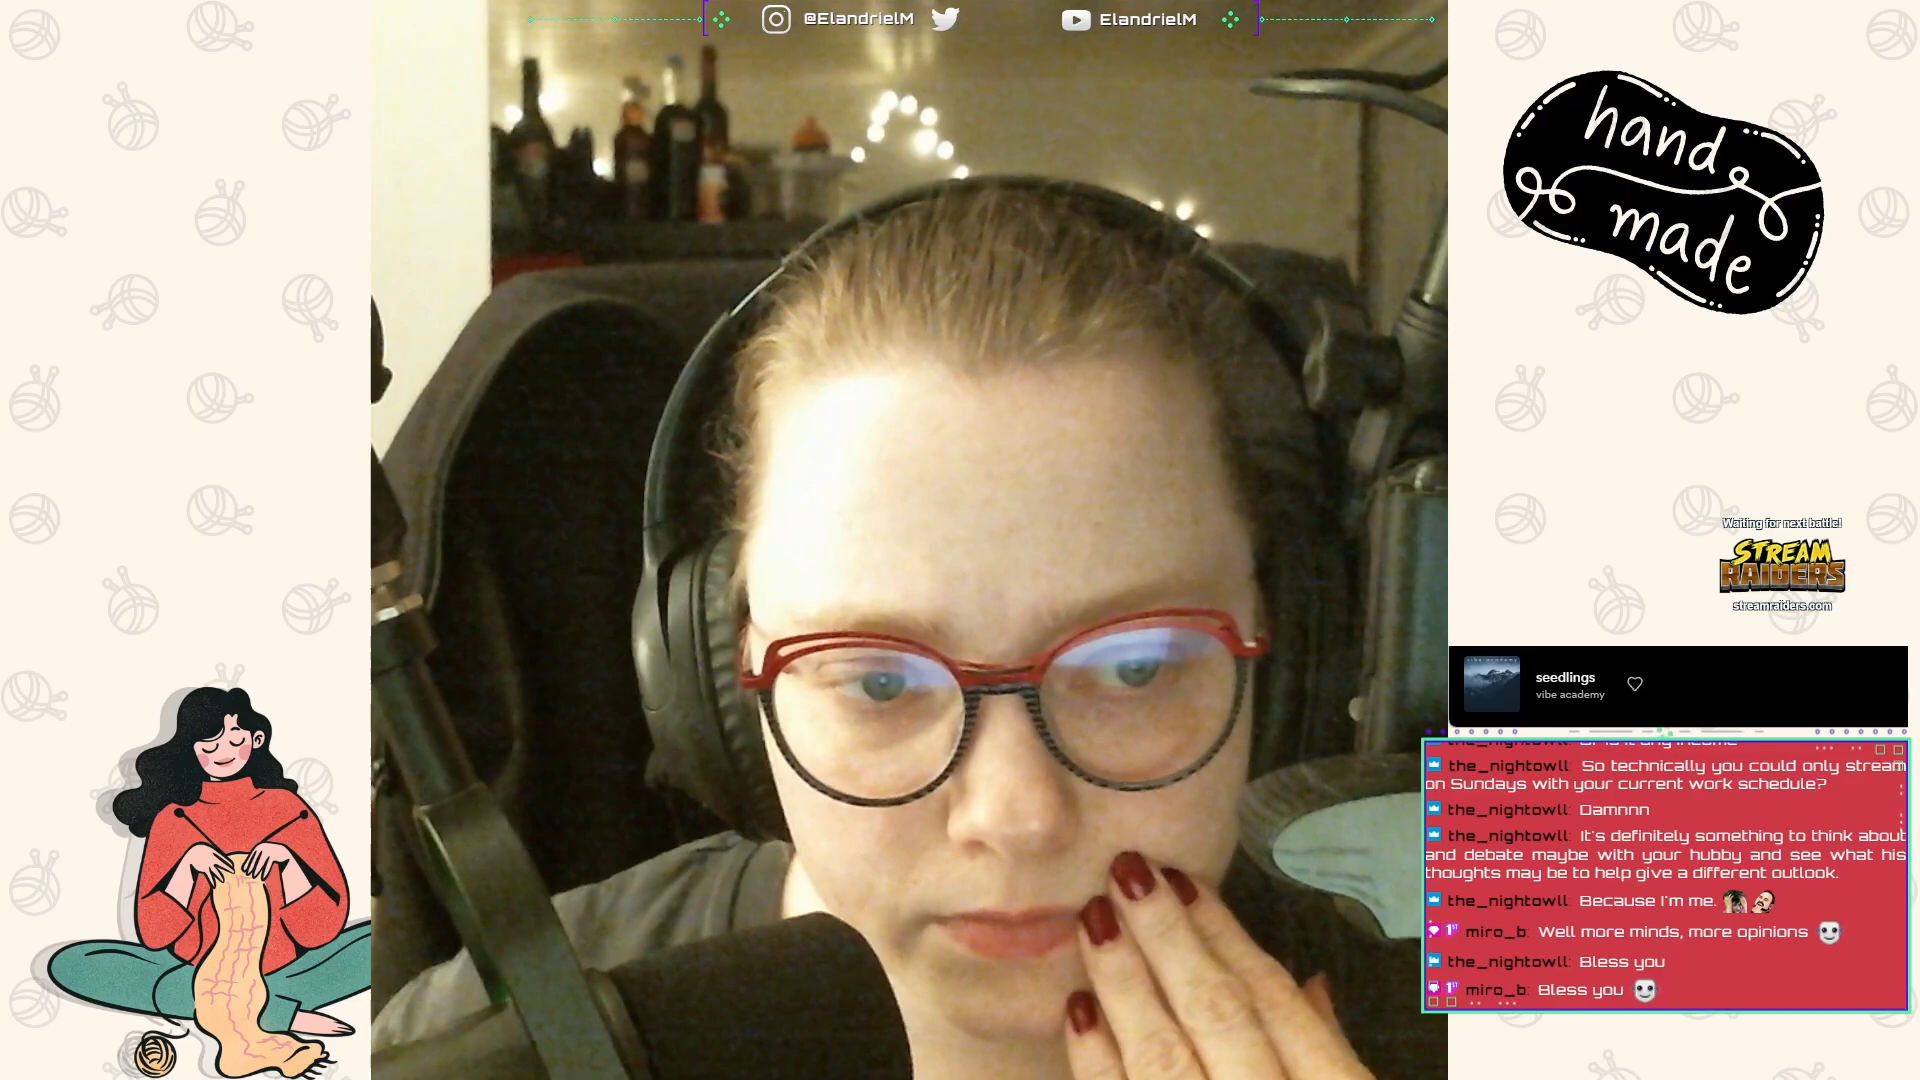 @ElandrielM
ElandrielM
hand
made
Waiting for next battle!
STREAM
RAIDERS
streamraiders.com
seedlings
vibe academy
the_nightowll: So technically you could only stream
on Sundays with your current work schedule?
the_nightowll: Damnnn
the_nightowll: It's definitely something to think about
and debate maybe with your hubby and see what his
thoughts may be to help give a different outlook.
the_nightowll: Because I'm me.
1ST miro_b: Well more minds, more opinions
the_nightowll: Bless you
1ST miro_b: Bless you